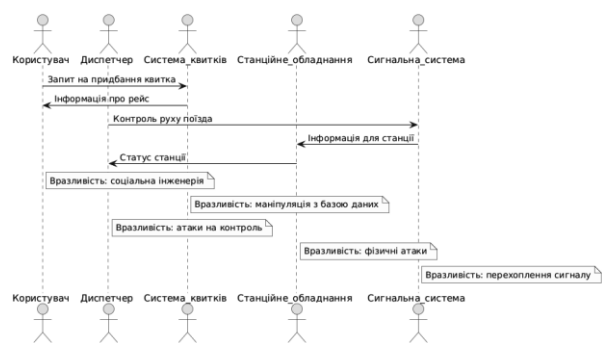 Користувач Диспетчер Система_квитків Станційне_обладнання Сигнальна_система
Запит на придбання квитка
Інформація про рейс
Контроль руху поїзда
Інформація для станції
Статус станції
Вразливість: соціальна інженерія
Вразливість: маніпуляція з базою даних
Вразливість: атаки на контроль
Вразливість: фізичні атаки
Вразливість: перехоплення сигналу
Користувач Диспетчер Система_квитків Станційне_обладнання Сигнальна_система